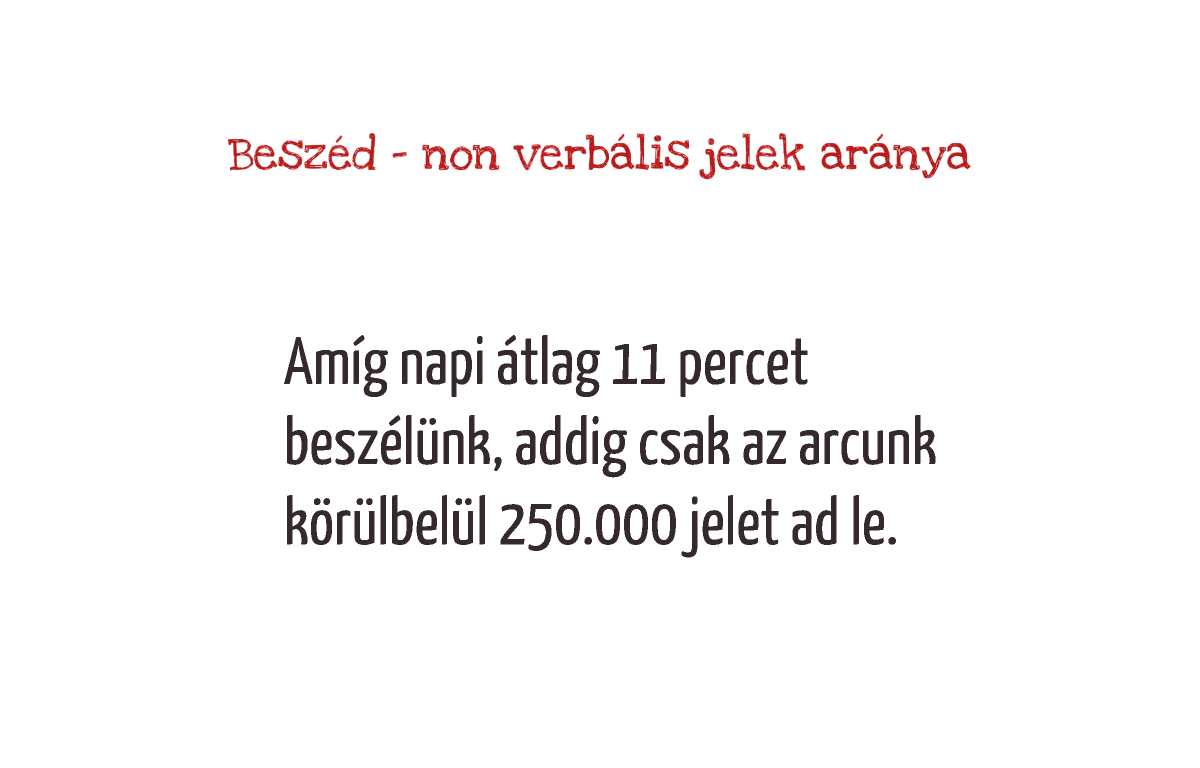 Beszéd - non verbális jelek aránya
Amíg napi átlag 11 percet
beszélünk, addig csak az arcunk
körülbelül 250.000 jelet ad le.